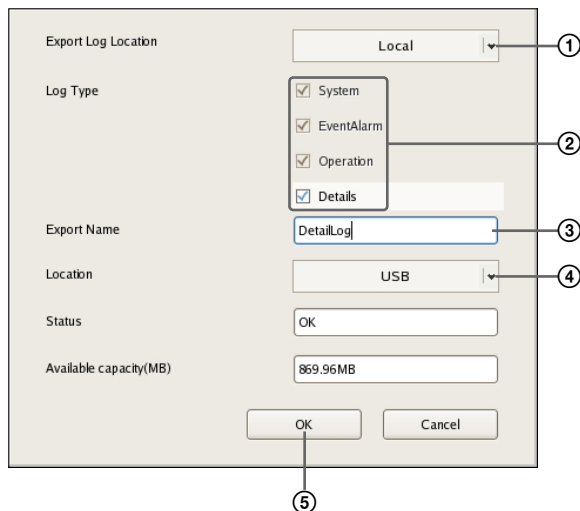 Export Log Location
Local
①
Log Type
System
EventAlarm
Operation
Details
②
Export Name
DetailLog
③
Location
USB
④
Status
OK
Available capacity(MB)
869.96MB
OK
Cancel
⑤